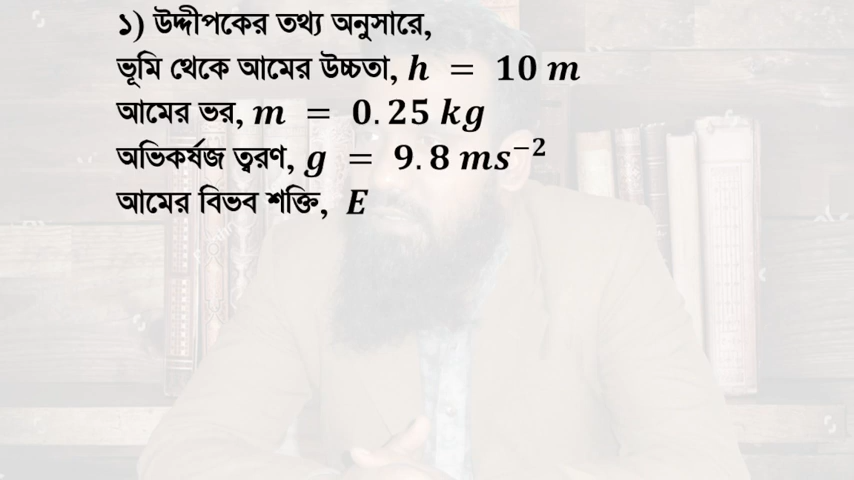 ১) উদ্দীপকের তথ্য অনুসারে,
ভূমি থেকে আমের উচ্চতা, h = 10 m
আমের ভর, m = 0.25 kg
অভিকর্ষজ ত্বরণ, g = 9.8 ms⁻²
আমের বিভব শক্তি, E